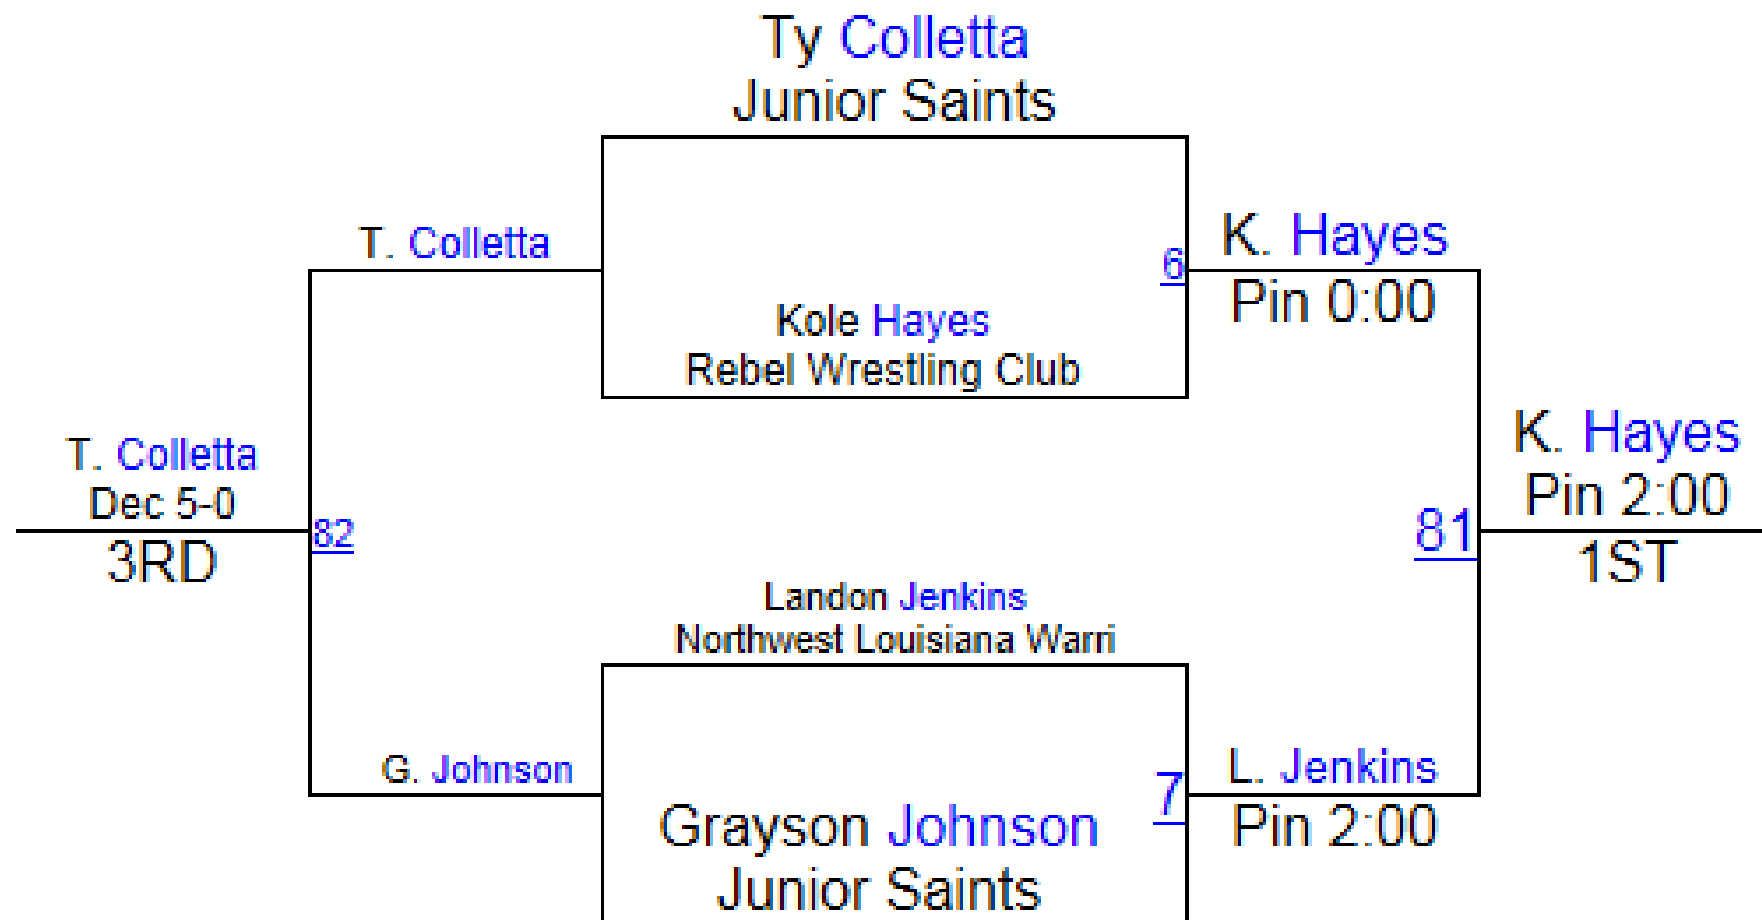 Ty Colletta
Junior Saints
T. Colletta
6
K. Hayes
Pin 0:00
Kole Hayes
Rebel Wrestling Club
T. Colletta
Dec 5-0
82
3RD
K. Hayes
Pin 2:00
81
1ST
Landon Jenkins
Northwest Louisiana Warri
G. Johnson
7
L. Jenkins
Pin 2:00
Grayson Johnson
Junior Saints